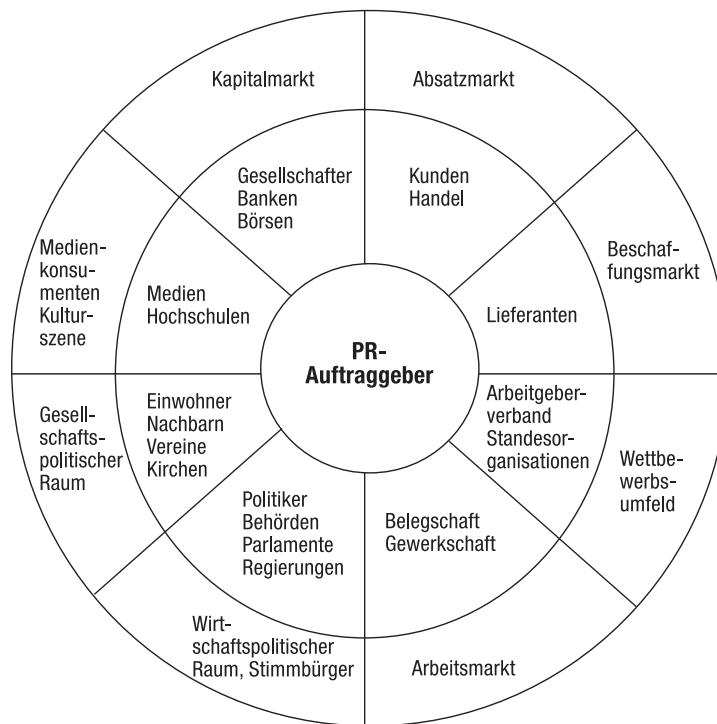 Kapitalmarkt
Absatzmarkt
Gesellschafter
Banken
Börsen
Kunden
Handel
Medien-
konsumenten
Kultur-
szene
Beschaf-
fungsmarkt
Medien
Hochschulen
Lieferanten
PR-
Auftraggeber
Einwohner
Nachbarn
Vereine
Kirchen
Arbeitgeber-
verband
Standesor-
ganisationen
Gesell-
schafts-
politischer
Raum
Wettbe-
werbs-
umfeld
Politiker
Behörden
Parlamente
Regierungen
Belegschaft
Gewerkschaft
Wirt-
schaftspolitischer
Raum, Stimmbürger
Arbeitsmarkt